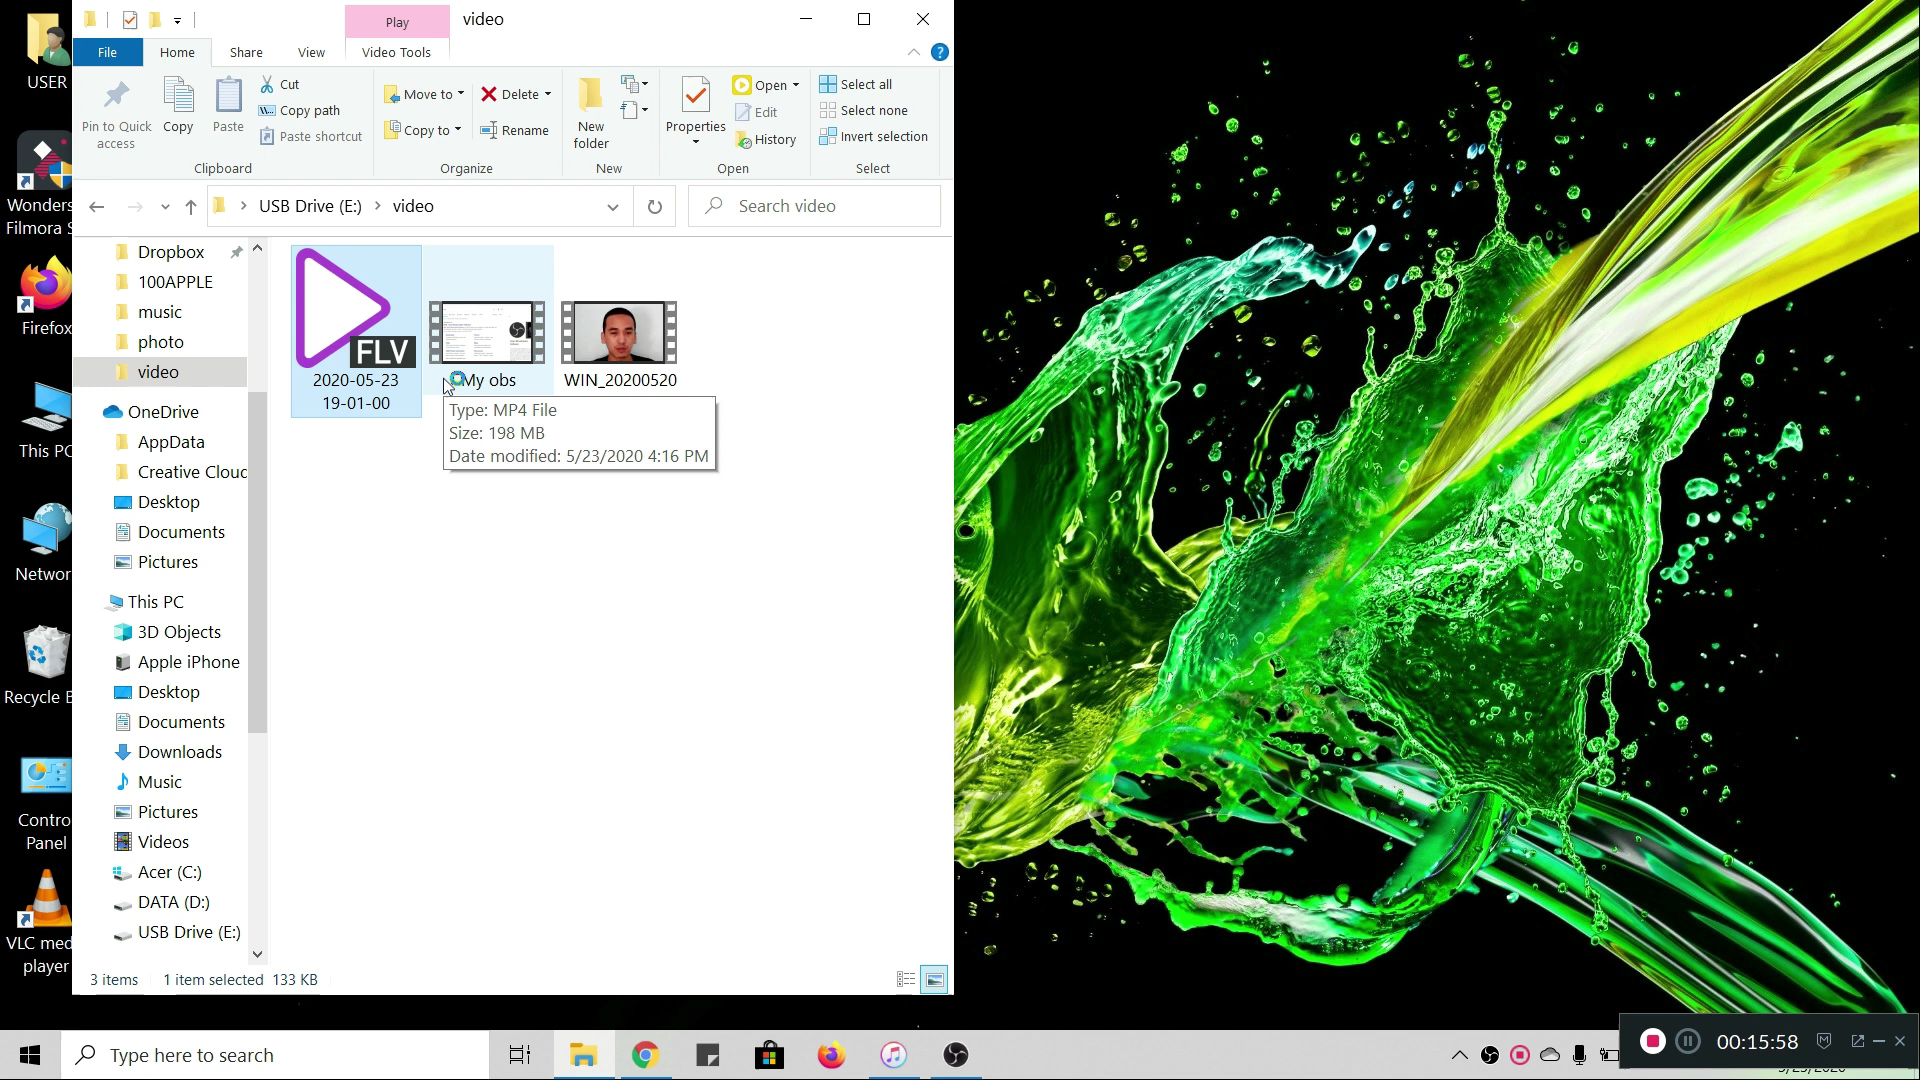 Play
video
File
Home
Share
View
Video Tools
Pin to Quick access
Copy
Paste
Cut
Copy path
Paste shortcut
Clipboard
Move to
Copy to
Delete
Rename
Organize
New folder
New
Properties
Open
Edit
History
Open
Select all
Select none
Invert selection
Select
USB Drive (E:)
video
Search video
USER
Wonders
Filmora S
Firefox
This PC
Networ
Recycle B
Contro
Panel
VLC med
player
Dropbox
100APPLE
music
photo
video
OneDrive
AppData
Creative Cloud
Desktop
Documents
Pictures
This PC
3D Objects
Apple iPhone
Desktop
Documents
Downloads
Music
Pictures
Videos
Acer (C:)
DATA (D:)
USB Drive (E:)
FLV
2020-05-23
19-01-00
My obs
WIN_20200520
Type: MP4 File
Size: 198 MB
Date modified: 5/23/2020 4:16 PM
3 items
1 item selected 133 KB
Type here to search
00:15:58